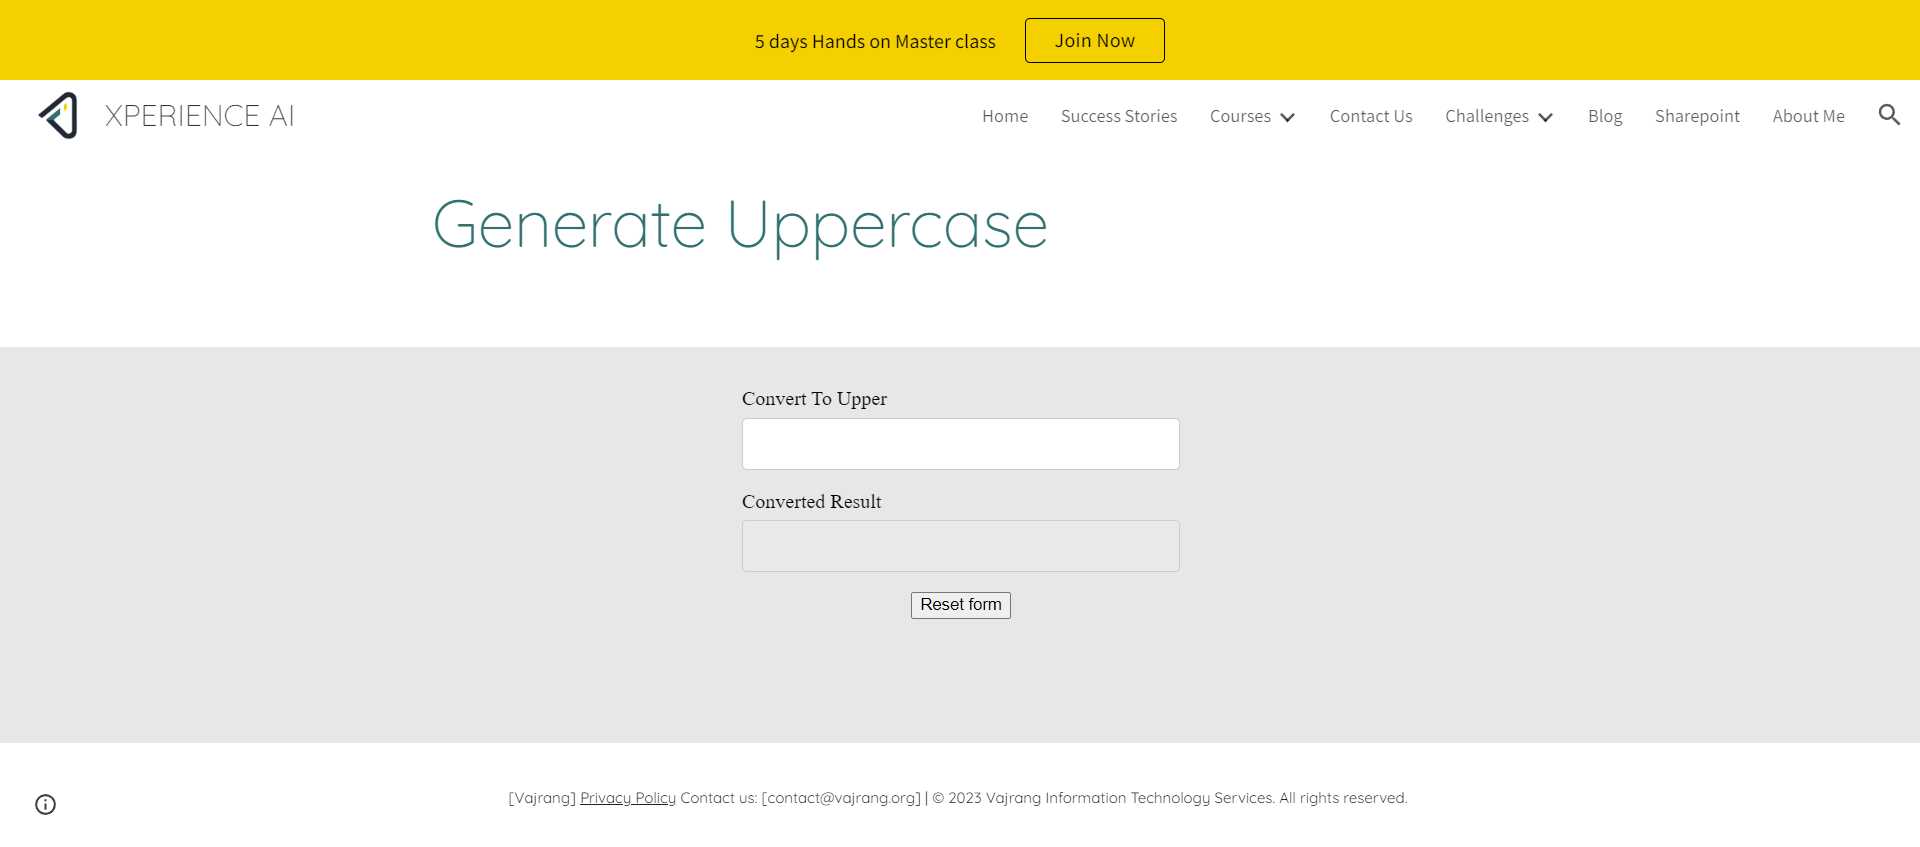 5 days Hands on Master class Join Now
XPERIENCE AI Home Success Stories Courses Contact Us Challenges Blog Sharepoint About Me
Generate Uppercase
Convert To Upper
Converted Result
Reset form
[Vajrang] Privacy Policy Contact us: [contact@vajrang.org] | © 2023 Vajrang Information Technology Services. All rights reserved.